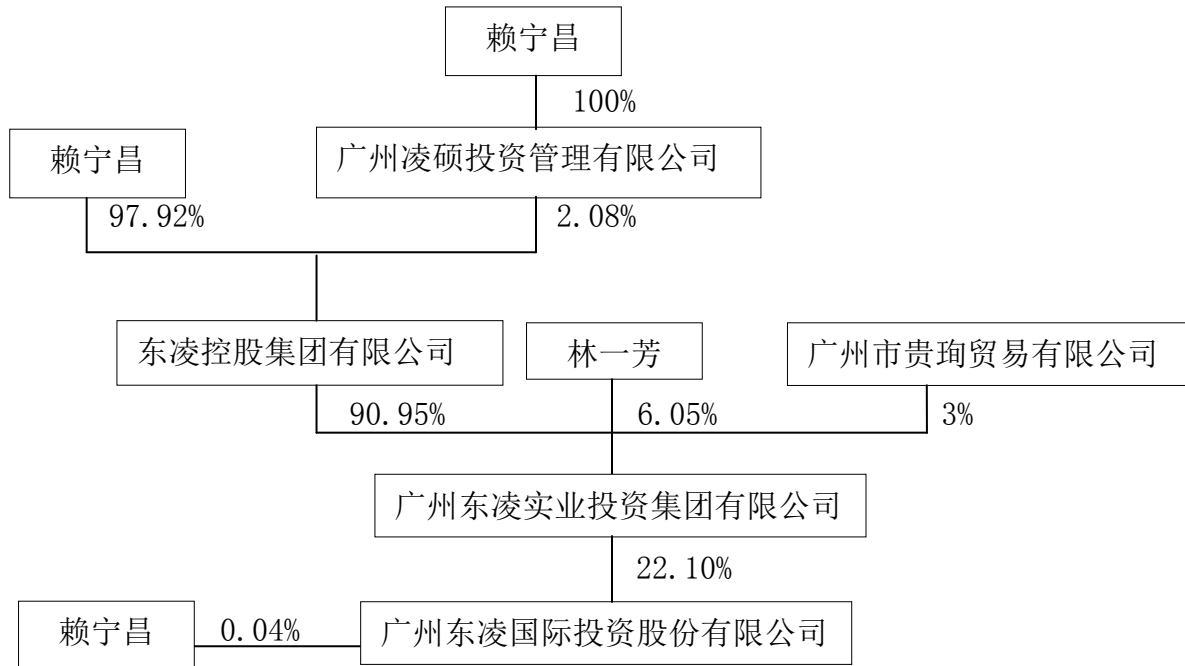 赖宁昌
100%
赖宁昌
广州凌硕投资管理有限公司
97.92%
2.08%
东凌控股集团有限公司
林一芳
广州市贵珣贸易有限公司
90.95%
6.05%
3%
广州东凌实业投资集团有限公司
22.10%
赖宁昌
0.04%
广州东凌国际投资股份有限公司